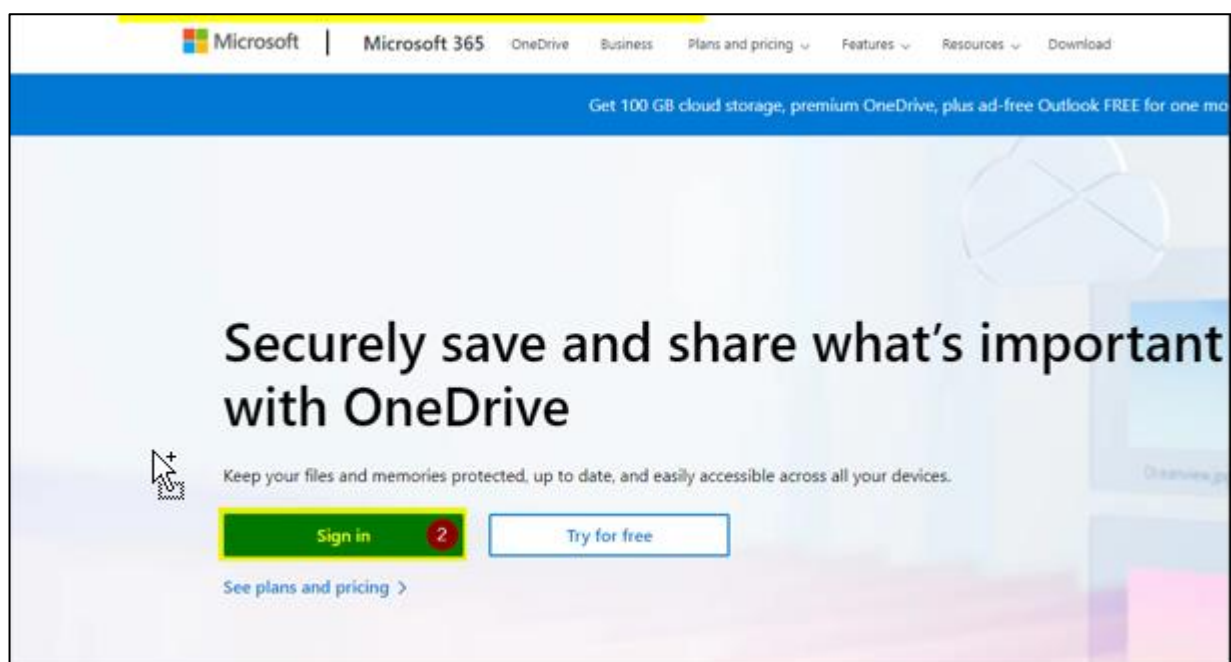 Microsoft | Microsoft 365 OneDrive Business Plans and pricing Features Resources Download
Get 100 GB cloud storage, premium OneDrive, plus ad-free Outlook FREE for one mo
Securely save and share what's important
with OneDrive
Keep your files and memories protected, up to date, and easily accessible across all your devices.
Sign in 2 Try for free
See plans and pricing >